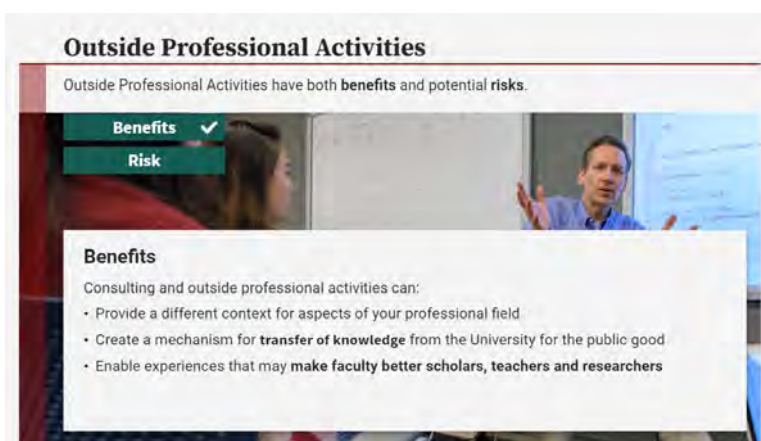 Outside Professional Activities
Outside Professional Activities have both benefits and potential risks.
Benefits
Risk
Benefits
Consulting and outside professional activities can:
• Provide a different context for aspects of your professional field
• Create a mechanism for transfer of knowledge from the University for the public good
• Enable experiences that may make faculty better scholars, teachers and researchers